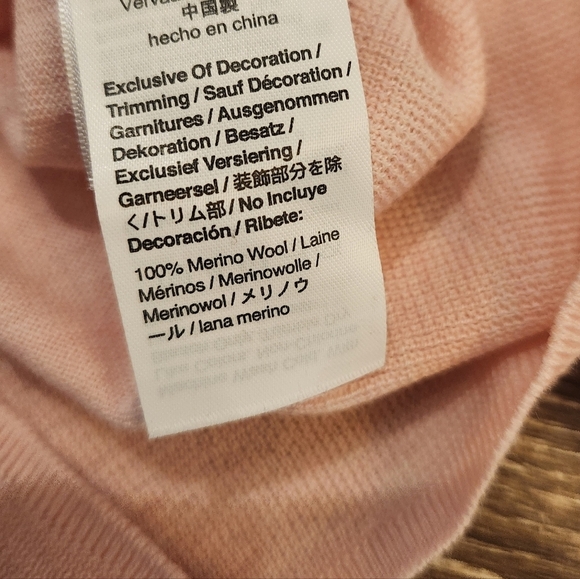 中国製
hecho en china
Exclusive Of Decoration /
Trimming / Sauf Décoration /
Garnitures / Ausgenommen
Dekoration / Besatz /
Exclusief Versiering /
Garneersel / 装飾部分を除
く/トリム部 / No Incluye
Decoración / Ribete:
100% Merino Wool / Laine
Mérinos / Merinowolle /
Merinowol / メリノウ
ール / lana merino